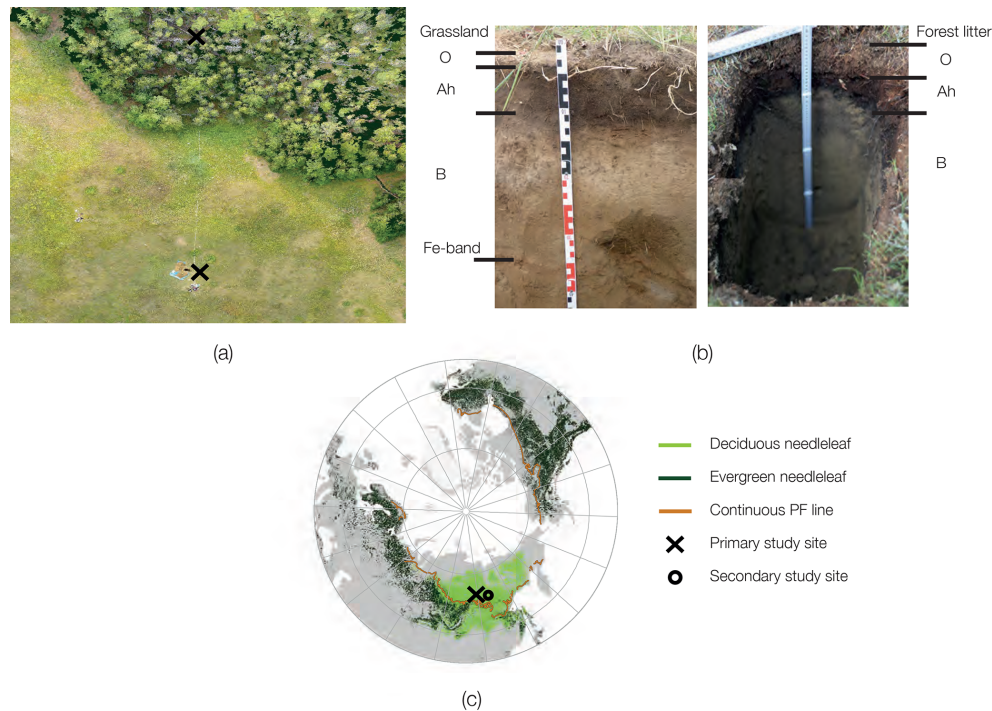 Grassland
O
Ah
B
Fe-band
Forest litter
O
Ah
B
(a)
(b)
Deciduous needleleaf
Evergreen needleleaf
Continuous PF line
Primary study site
Secondary study site
(c)